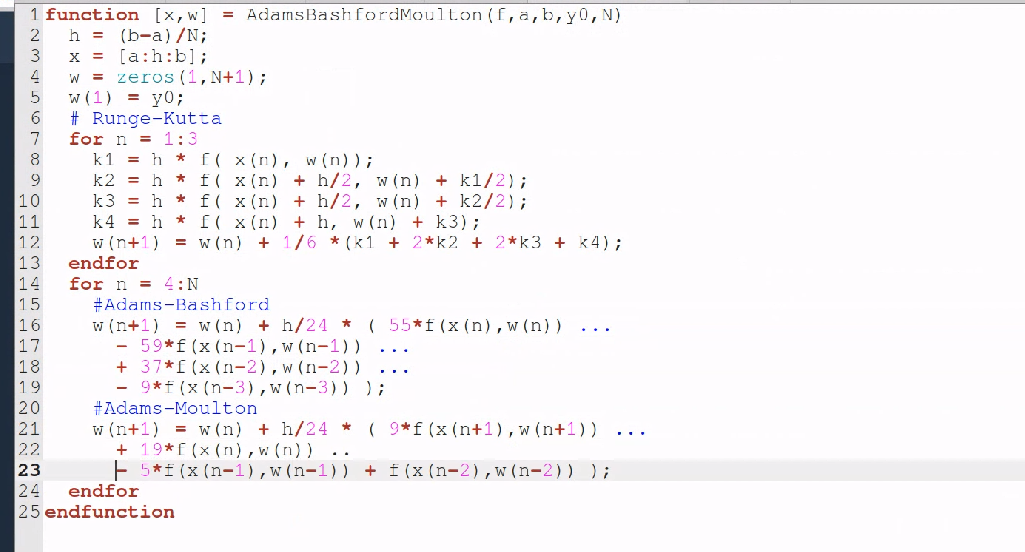 1 function [x,w] = AdamsBashfordMoulton(f,a,b,y0,N)
2 h = (b-a)/N;
3 x = [a:h:b];
4 w = zeros(1,N+1);
5 w(1) = y0;
6 # Runge-Kutta
7 for n = 1:3
8 k1 = h * f( x(n), w(n));
9 k2 = h * f( x(n) + h/2, w(n) + k1/2);
10 k3 = h * f( x(n) + h/2, w(n) + k2/2);
11 k4 = h * f( x(n) + h, w(n) + k3);
12 w(n+1) = w(n) + 1/6 *(k1 + 2*k2 + 2*k3 + k4);
13 endfor
14 for n = 4:N
15 #Adams-Bashford
16 w(n+1) = w(n) + h/24 * ( 55*f(x(n),w(n)) ...
17 - 59*f(x(n-1),w(n-1)) ...
18 + 37*f(x(n-2),w(n-2)) ...
19 - 9*f(x(n-3),w(n-3)) );
20 #Adams-Moulton
21 w(n+1) = w(n) + h/24 * ( 9*f(x(n+1),w(n+1)) ...
22 + 19*f(x(n),w(n)) ..
23 - 5*f(x(n-1),w(n-1)) + f(x(n-2),w(n-2)) );
24 endfor
25 endfunction